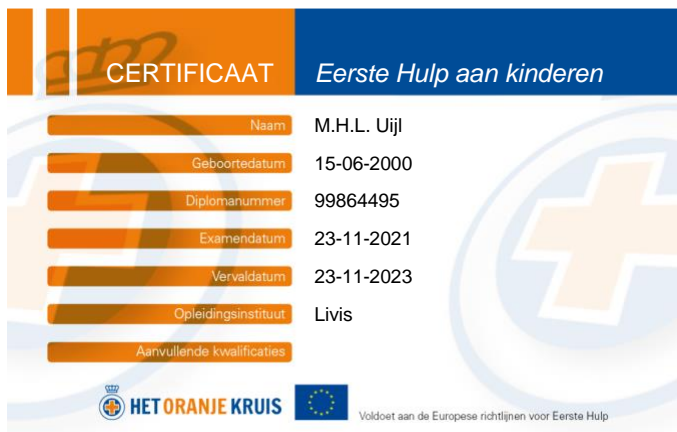 CERTIFICAAT Eerste Hulp aan kinderen
Naam M.H.L. Uijl
Geboortedatum 15-06-2000
Diplomanummer 99864495
Examendatum 23-11-2021
Vervaldatum 23-11-2023
Opleidingsinstituut Livis
Aanvullende kwalificaties
HET ORANJE KRUIS Voldoet aan de Europese richtlijnen voor Eerste Hulp